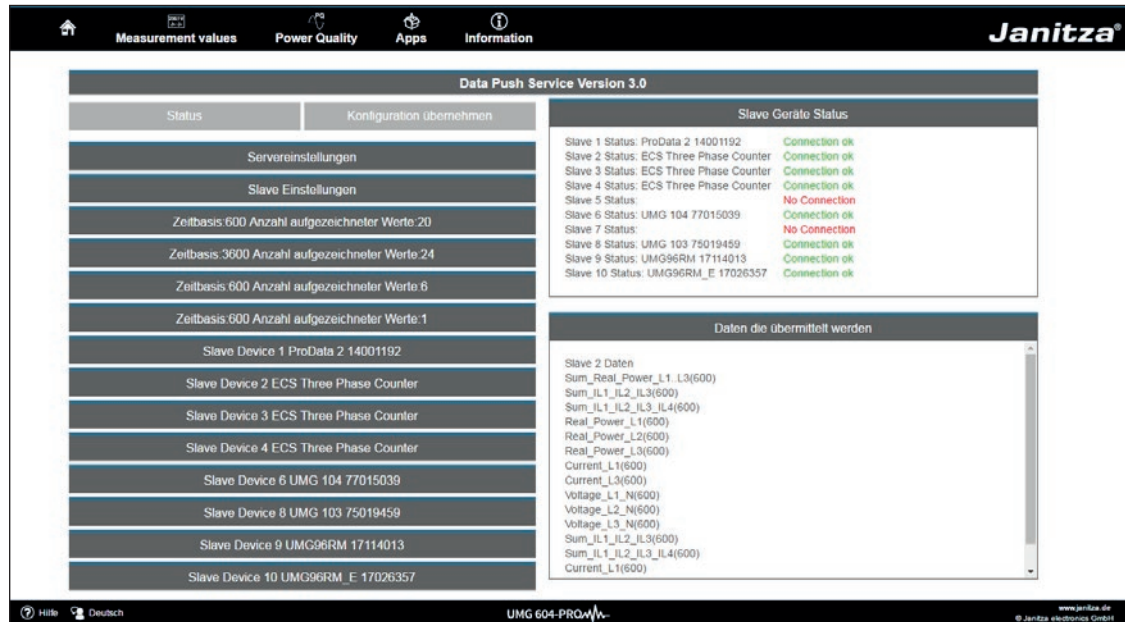 Measurement values
Power Quality
Apps
Information
Janitza®
Data Push Service Version 3.0
Status
Konfiguration übernehmen
Servereinstellungen
Slave Einstellungen
Zeitbasis:600 Anzahl aufgezeichneter Werte:20
Zeitbasis:3600 Anzahl aufgezeichneter Werte:24
Zeitbasis:600 Anzahl aufgezeichneter Werte:6
Zeitbasis:600 Anzahl aufgezeichneter Werte:1
Slave Device 1 ProData 2 14001192
Slave Device 2 ECS Three Phase Counter
Slave Device 3 ECS Three Phase Counter
Slave Device 4 ECS Three Phase Counter
Slave Device 6 UMG 104 77015039
Slave Device 8 UMG 103 75019459
Slave Device 9 UMG96RM 17114013
Slave Device 10 UMG96RM_E 17026357
Slave Geräte Status
Slave 1 Status: ProData 2 14001192 Connection ok
Slave 2 Status: ECS Three Phase Counter Connection ok
Slave 3 Status: ECS Three Phase Counter Connection ok
Slave 4 Status: ECS Three Phase Counter Connection ok
Slave 5 Status: No Connection
Slave 6 Status: UMG 104 77015039 Connection ok
Slave 7 Status: No Connection
Slave 8 Status: UMG 103 75019459 Connection ok
Slave 9 Status: UMG96RM 17114013 Connection ok
Slave 10 Status: UMG96RM_E 17026357 Connection ok
Daten die übermittelt werden
Slave 2 Daten
Sum_Real_Power_L1..L3(600)
Sum_IL1_IL2_IL3(600)
Sum_IL1_IL2_IL3_IL4(600)
Real_Power_L1(600)
Real_Power_L2(600)
Real_Power_L3(600)
Current_L1(600)
Current_L3(600)
Voltage_L1_N(600)
Voltage_L2_N(600)
Voltage_L3_N(600)
Sum_IL1_IL2_IL3(600)
Sum_IL1_IL2_IL3_IL4(600)
Current_L1(600)
Hilfe
Deutsch
UMG 604-PRO
www.janitza.de
© Janitza electronics GmbH